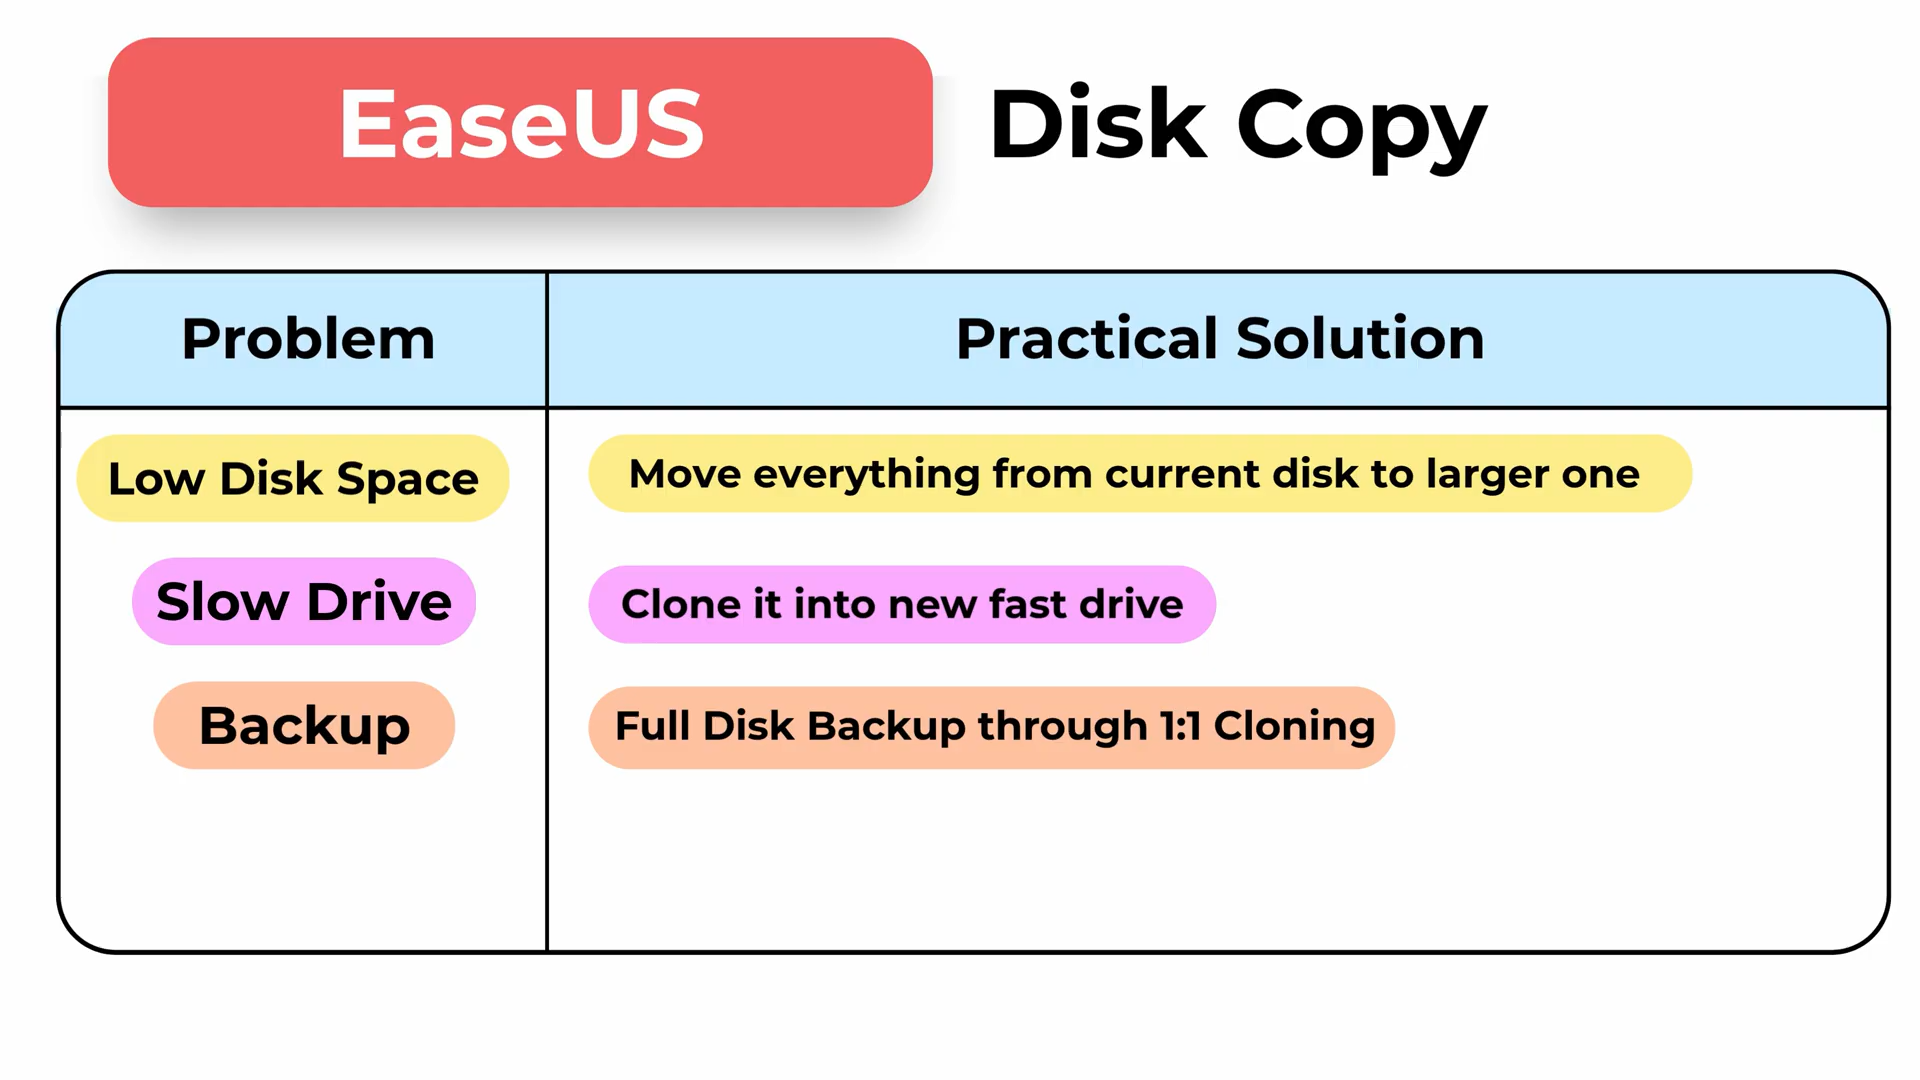 EaseUS Disk Copy
Problem
Practical Solution
Low Disk Space
Move everything from current disk to larger one
Slow Drive
Clone it into new fast drive
Backup
Full Disk Backup through 1:1 Cloning